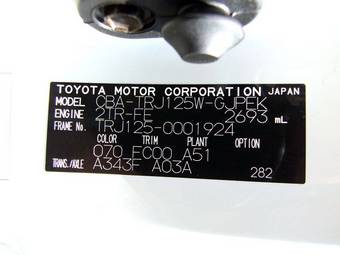 TOYOTA MOTOR CORPORATION JAPAN
MODEL CBA-TRJ125W-GJPEK
ENGINE 2TR-FE 2693 mL
FRAME No. TRJ125-0001924
COLOR TRIM PLANT OPTION
070 FC00 A51
TRANS./AXLE A343F A03A
282